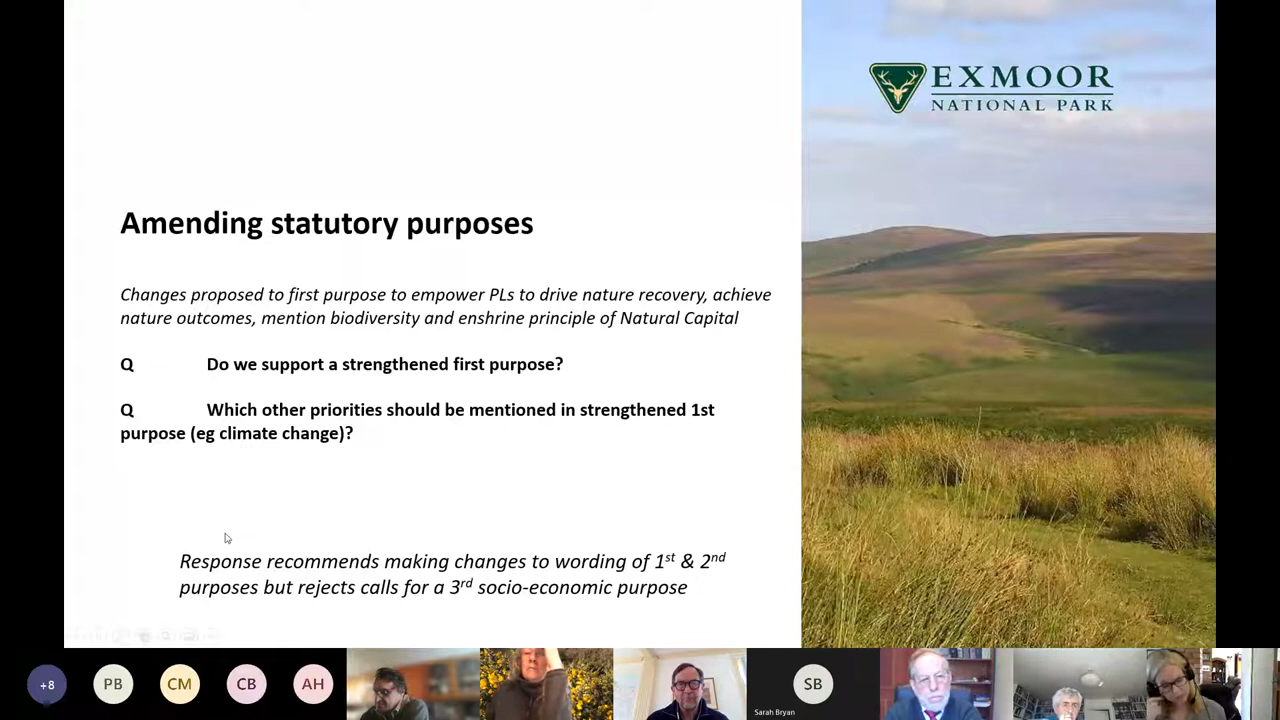 EXMOOR
NATIONAL PARK
Amending statutory purposes
Changes proposed to first purpose to empower PLs to drive nature recovery, achieve
nature outcomes, mention biodiversity and enshrine principle of Natural Capital
Q Do we support a strengthened first purpose?
Q Which other priorities should be mentioned in strengthened 1st
purpose (eg climate change)?
Response recommends making changes to wording of 1st & 2nd
purposes but rejects calls for a 3rd socio-economic purpose
+8
PB
CM
CB
AH
SB
Sarah Bryan